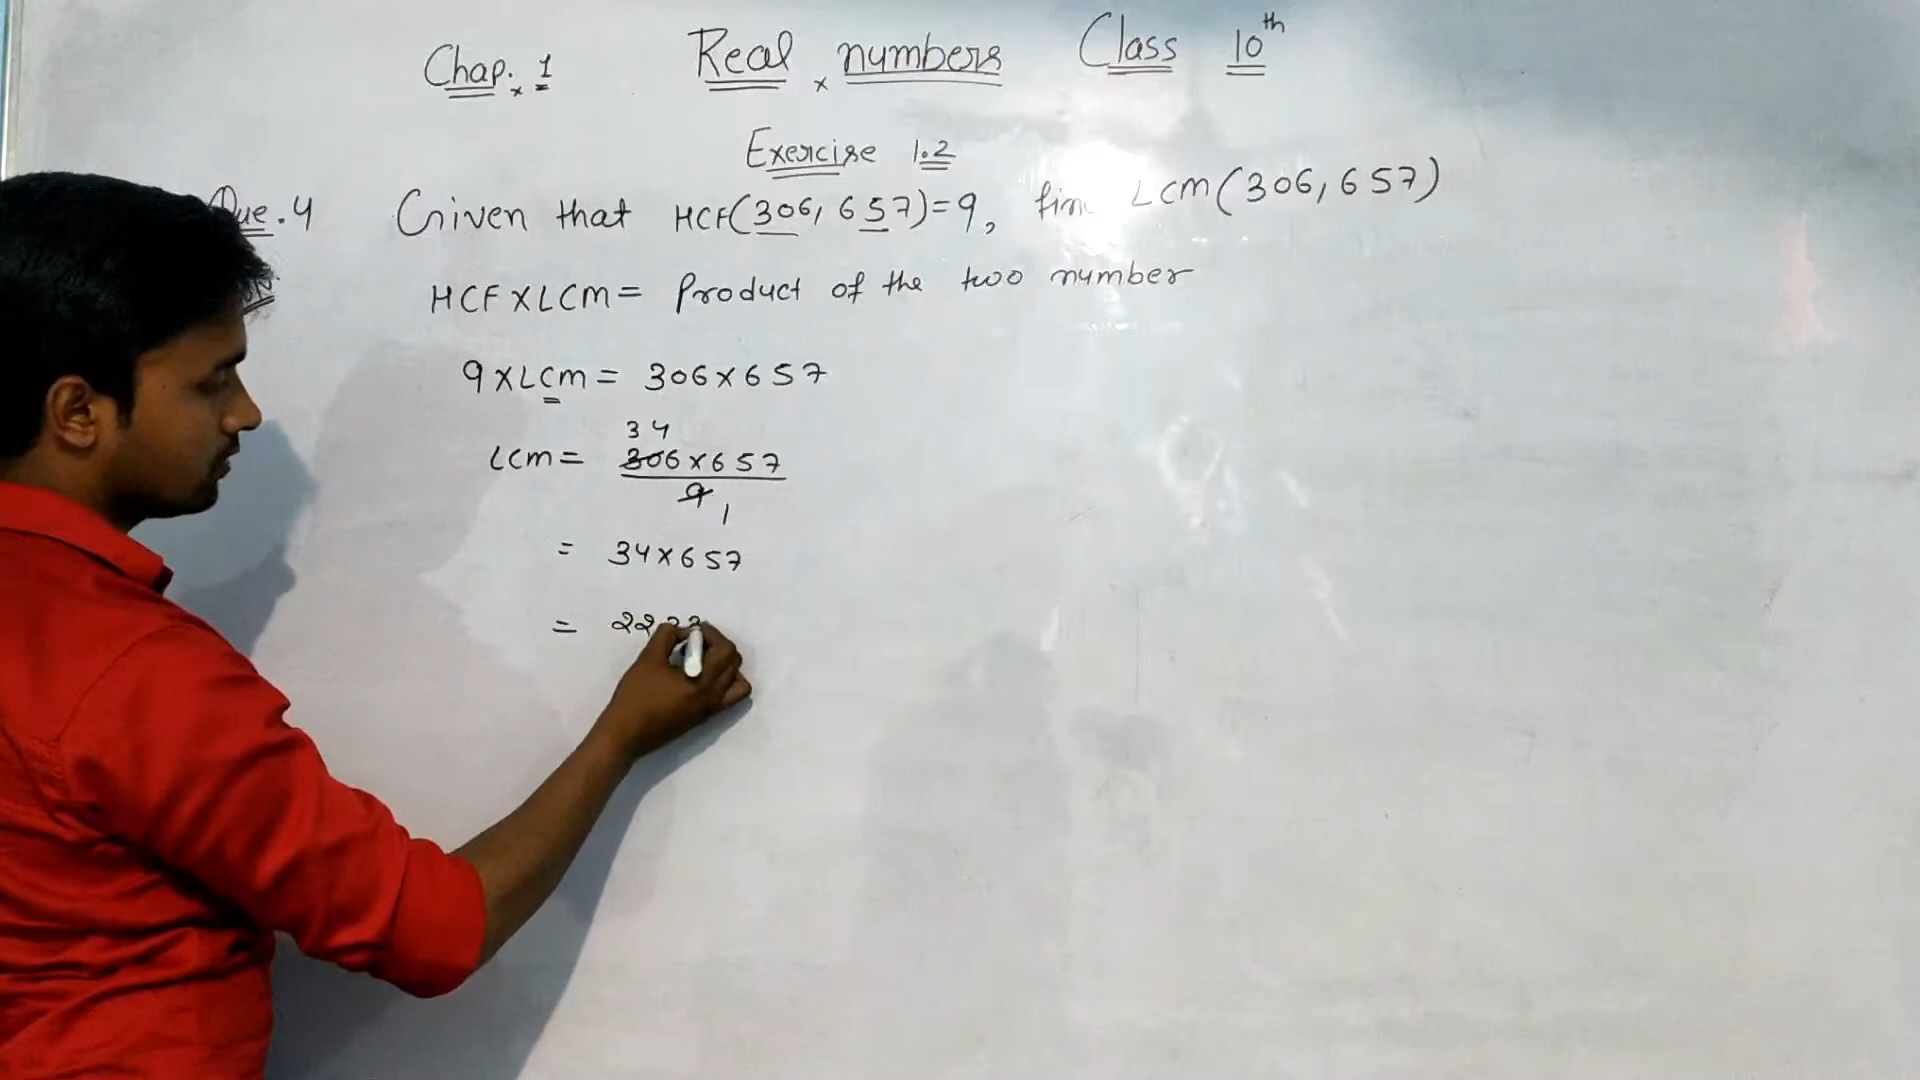 Chap. 1 Real numbers Class 10th
Exercise 1.2
Que. 4 Given that HCF(306, 657)=9, LCM(306, 657)
HCF×LCM= Product of the two number
9×LCM= 306×657
34
LCM= 306×657
9
1
= 34×657
= 22